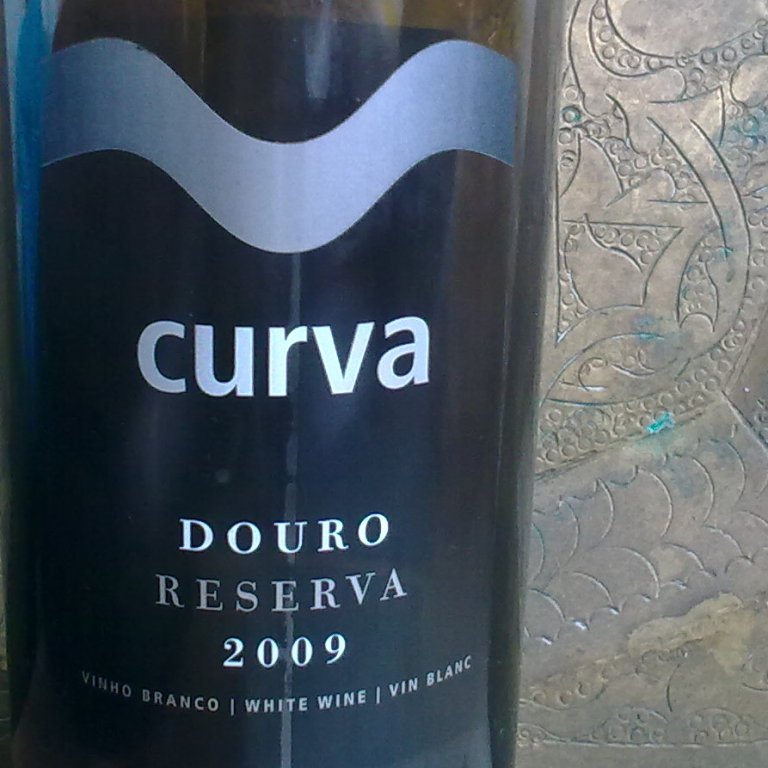 curva
DOURO
RESERVA
2009
VINHO BRANCO | WHITE WINE | VIN BLANC